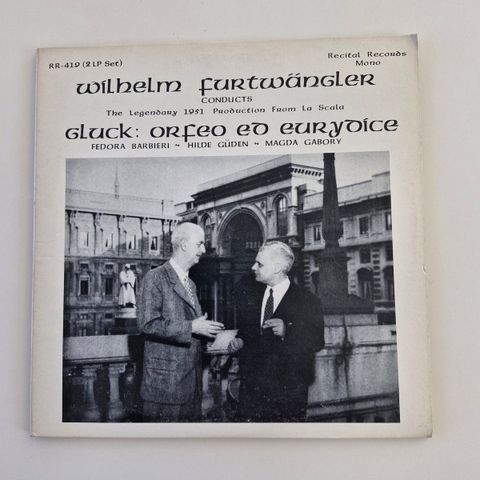 RR-419 (2 LP Set)
Recital Records
Mono
Wilhelm Furtwängler
CONDUCTS
The Legendary 1951 Production From La Scala
Gluck: Orfeo ed Eurydice
FEDORA BARBIERI ~ HILDE GÜDEN ~ MAGDA GABORY